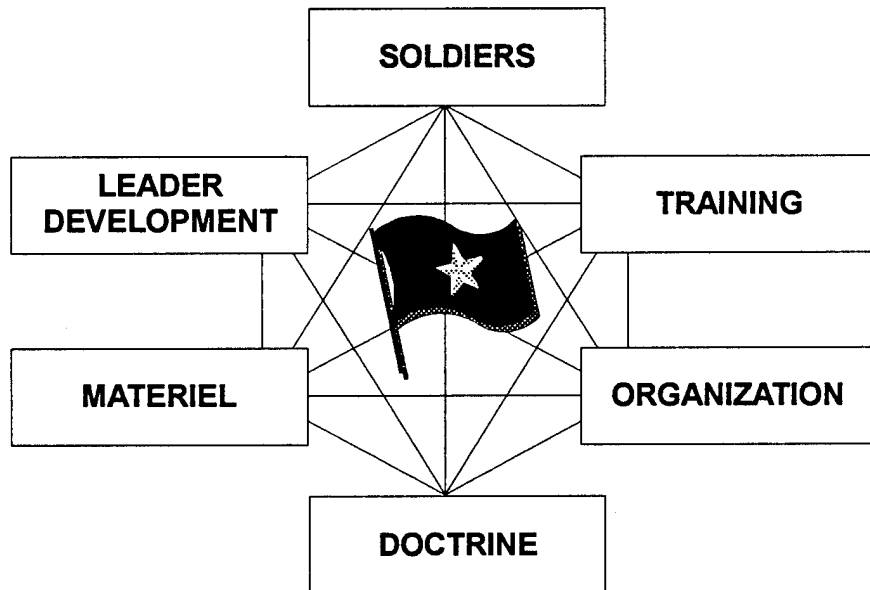 SOLDIERS
LEADER
DEVELOPMENT
TRAINING
MATERIEL
ORGANIZATION
DOCTRINE